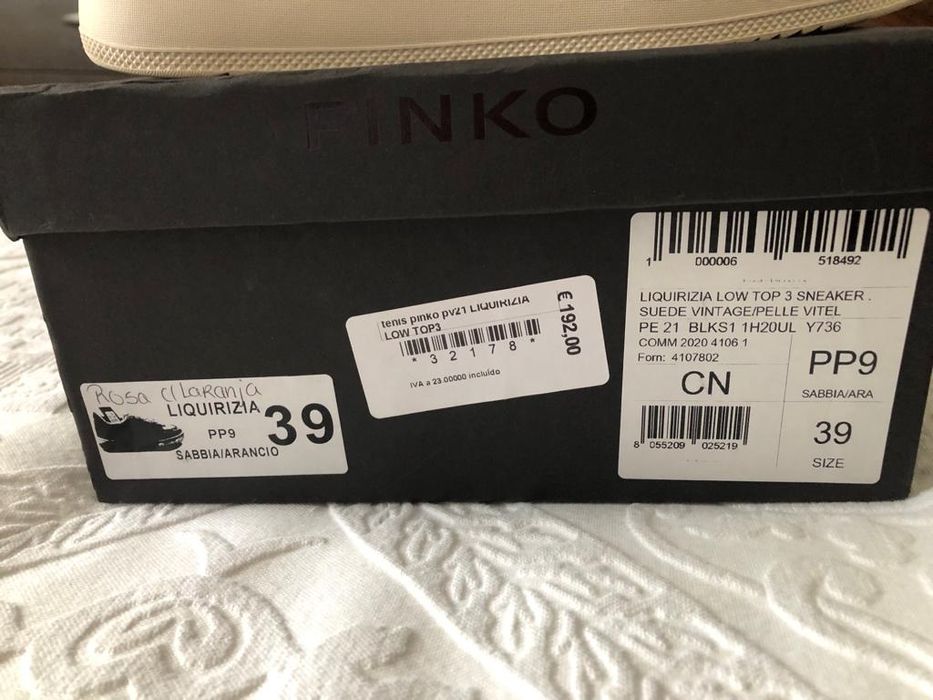 PINKO
Rosa c/Laranja
LIQUIRIZIA
PP9
SABBIA/ARANCIO
39
tenis pinko pv21 LIQUIRIZIA
LOW TOP3
€ 192,00
* 3 2 1 7 8 *
IVA a 23.00000 incluído
1 000006 518492
LIQUIRIZIA LOW TOP 3 SNEAKER .
SUEDE VINTAGE/PELLE VITEL
PE 21 BLKS1 1H20UL Y736
COMM 2020 4106 1
Forn: 4107802
CN
PP9
SABBIA/ARA
8 055209 025219
39
SIZE